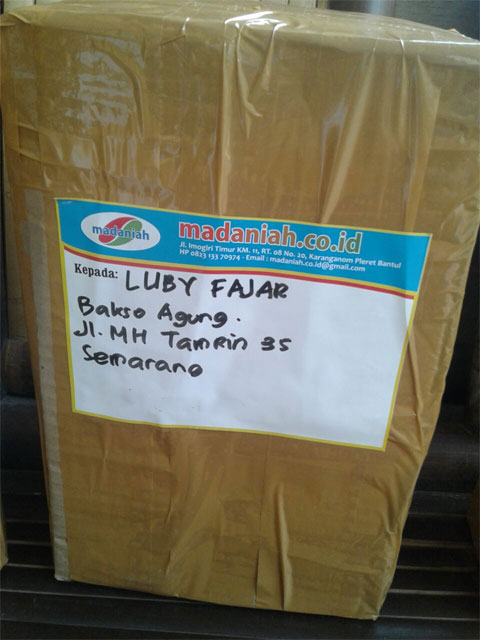 madaniah
madaniah.co.id
Jl. Imogiri Timur KM. 11, RT. 08 No. 20, Karanganom Pleret Bantul
HP 0823 133 70974 - Email : madaniah.co.id@gmail.com
Kepada: LUBY FAJAR
Bakso Agung.
Jl. MH Tamrin 35
Semarang